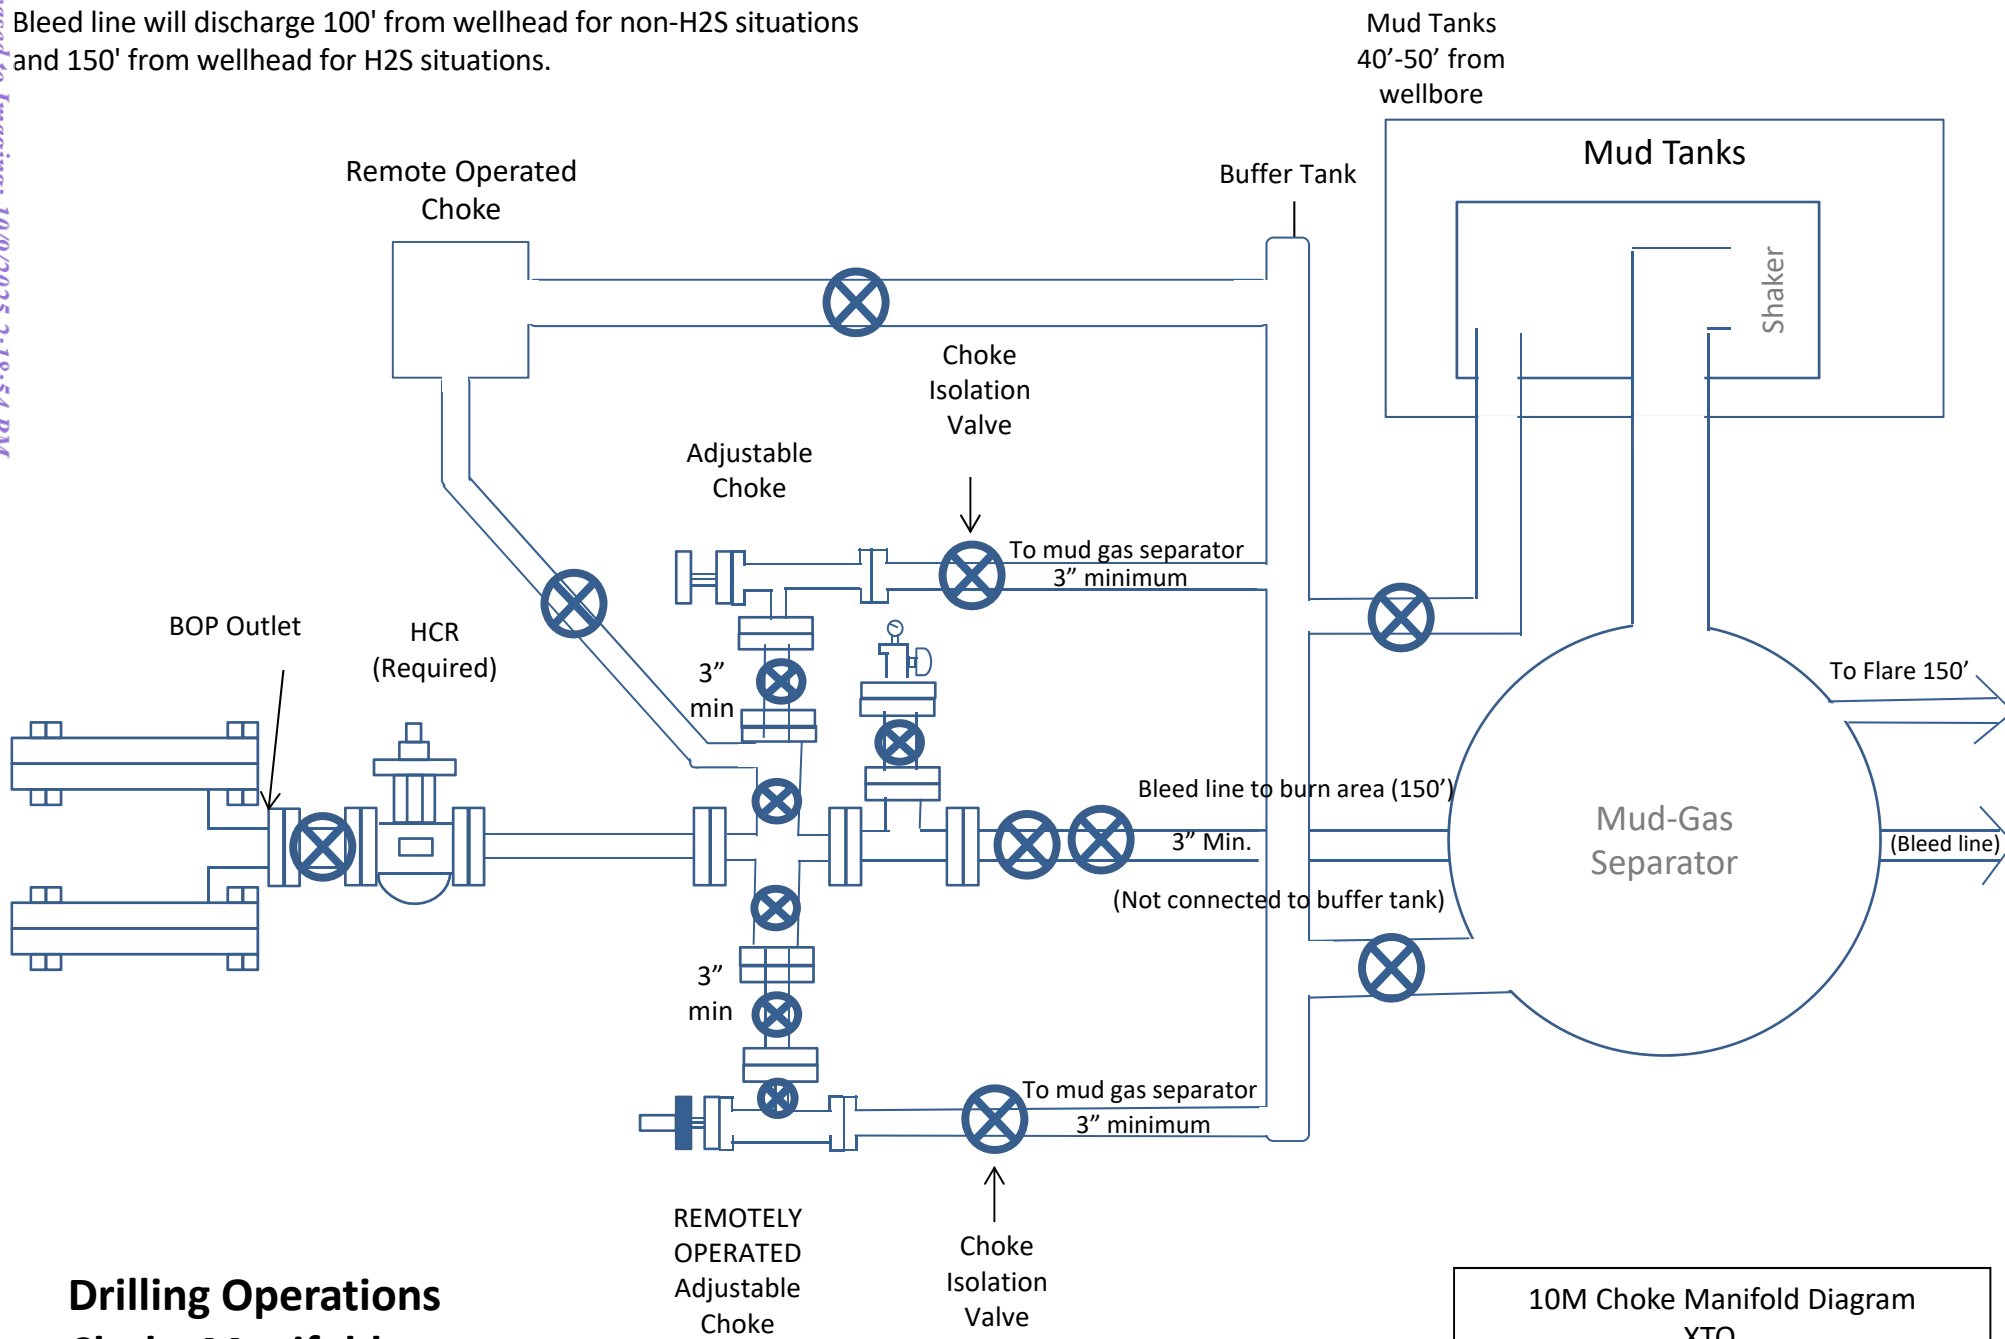 Bleed line will discharge 100' from wellhead for non-H2S situations
and 150' from wellhead for H2S situations.
Mud Tanks
40’-50’ from
wellbore
Mud Tanks
Shaker
Remote Operated
Choke
Buffer Tank
Choke
Isolation
Valve
Adjustable
Choke
To mud gas separator
3” minimum
BOP Outlet
HCR
(Required)
3”
min
To Flare 150’
Bleed line to burn area (150’)
3” Min.
(Not connected to buffer tank)
Mud-Gas
Separator
(Bleed line)
3”
min
To mud gas separator
3” minimum
REMOTELY
OPERATED
Adjustable
Choke
Choke
Isolation
Valve
Drilling Operations
10M Choke Manifold Diagram
XTO